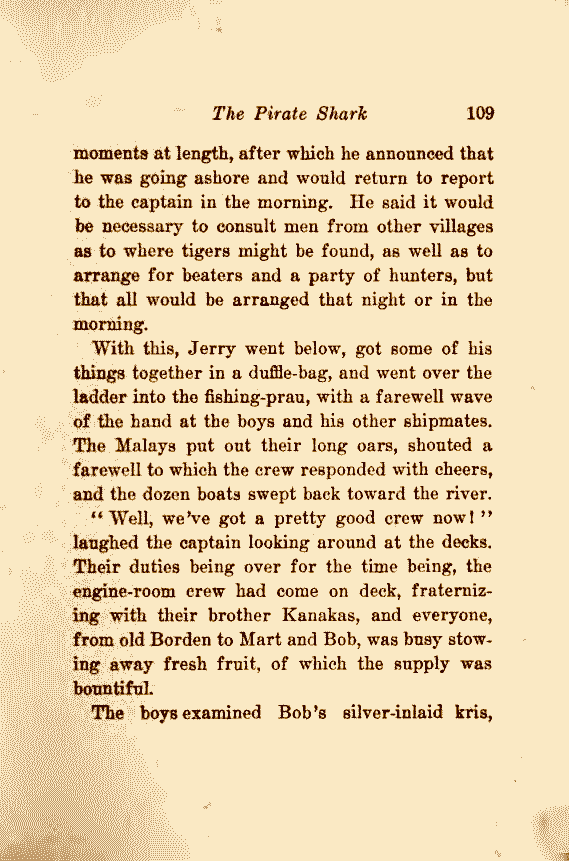 The Pirate Shark 109
moments at length, after which he announced that
he was going ashore and would return to report
to the captain in the morning. He said it would
be necessary to consult men from other villages
as to where tigers might be found, as well as to
arrange for beaters and a party of hunters, but
that all would be arranged that night or in the
morning.
With this, Jerry went below, got some of his
things together in a duffle-bag, and went over the
ladder into the fishing-prau, with a farewell wave
of the hand at the boys and his other shipmates.
The Malays put out their long oars, shouted a
farewell to which the crew responded with cheers,
and the dozen boats swept back toward the river.
“ Well, we’ve got a pretty good crew now! ”
laughed the captain looking around at the decks.
Their duties being over for the time being, the
engine-room crew had come on deck, fraterniz-
ing with their brother Kanakas, and everyone,
from old Borden to Mart and Bob, was busy stow-
ing away fresh fruit, of which the supply was
bountiful.
The boys examined Bob’s silver-inlaid kris,